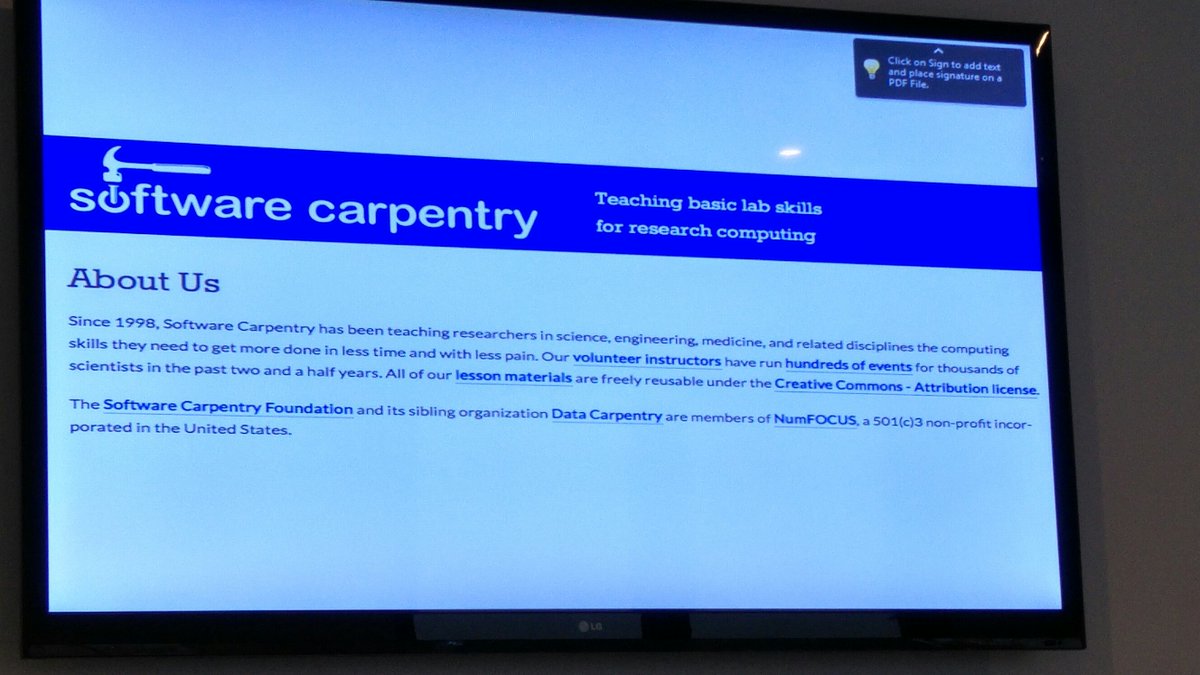 Click on Sign to add text
and place signature on a
PDF File.
software carpentry
Teaching basic lab skills
for research computing
About Us
Since 1998, Software Carpentry has been teaching researchers in science, engineering, medicine, and related disciplines the computing
skills they need to get more done in less time and with less pain. Our volunteer instructors have run hundreds of events for thousands of
scientists in the past two and a half years. All of our lesson materials are freely reusable under the Creative Commons - Attribution license.
The Software Carpentry Foundation and its sibling organization Data Carpentry are members of NumFOCUS, a 501(c)3 non-profit incor-
porated in the United States.
LG